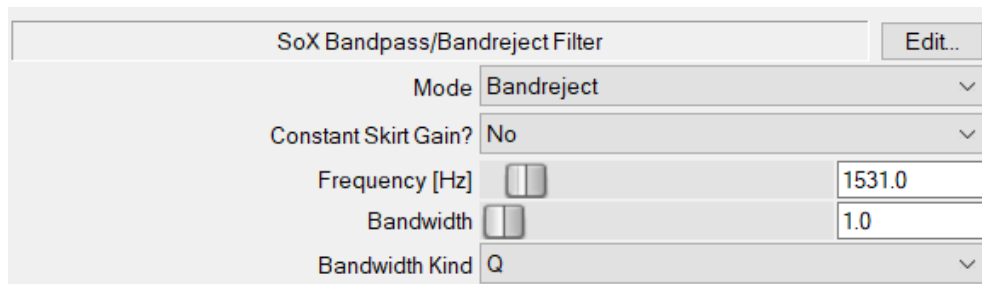 SoX Bandpass/Bandreject Filter Edit...
Mode Bandreject
Constant Skirt Gain? No
Frequency [Hz] 1531.0
Bandwidth 1.0
Bandwidth Kind Q